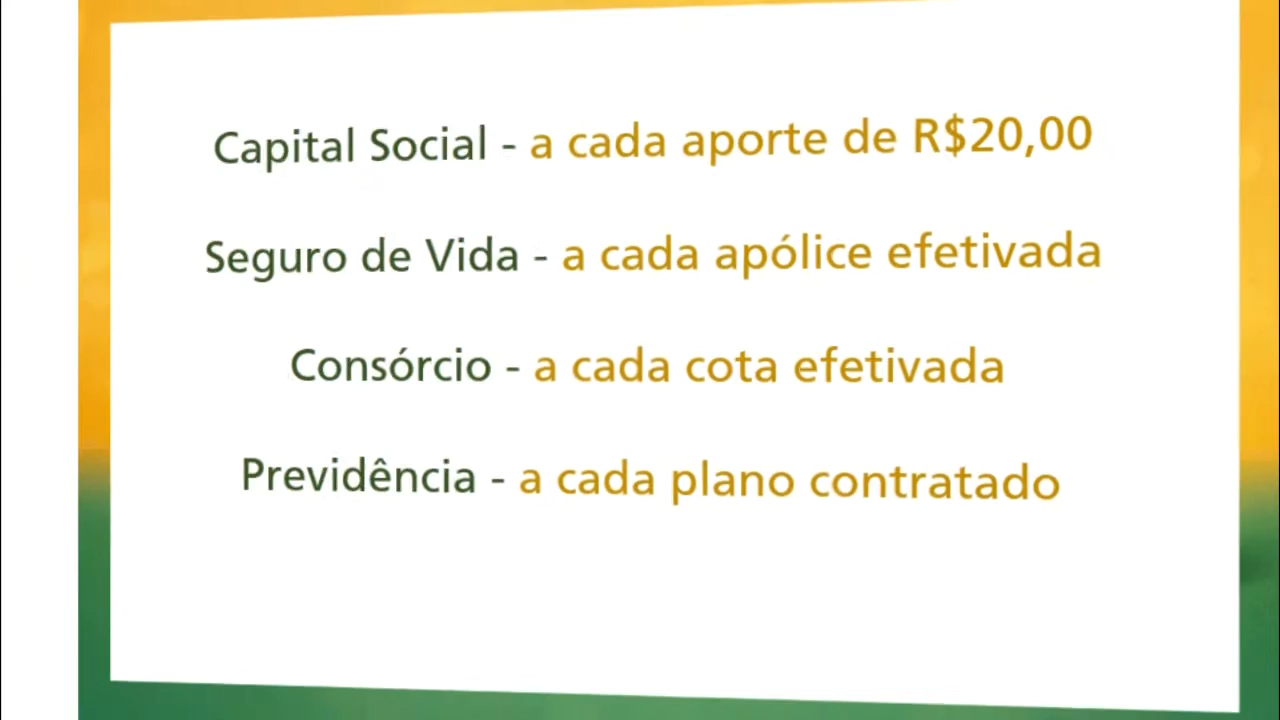 Capital Social - a cada aporte de R$20,00
Seguro de Vida - a cada apólice efetivada
Consórcio - a cada cota efetivada
Previdência - a cada plano contratado